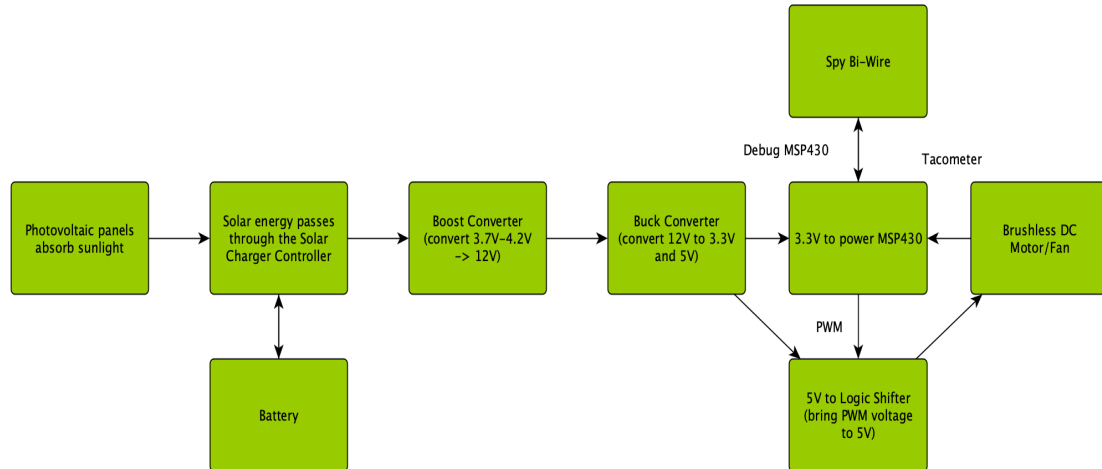 Spy Bi-Wire
Debug MSP430
Tacometer
Photovoltaic panels
absorb sunlight
Solar energy passes
through the Solar
Charger Controller
Boost Converter
(convert 3.7V-4.2V
-> 12V)
Buck Converter
(convert 12V to 3.3V
and 5V)
3.3V to power MSP430
Brushless DC
Motor/Fan
PWM
Battery
5V to Logic Shifter
(bring PWM voltage
to 5V)